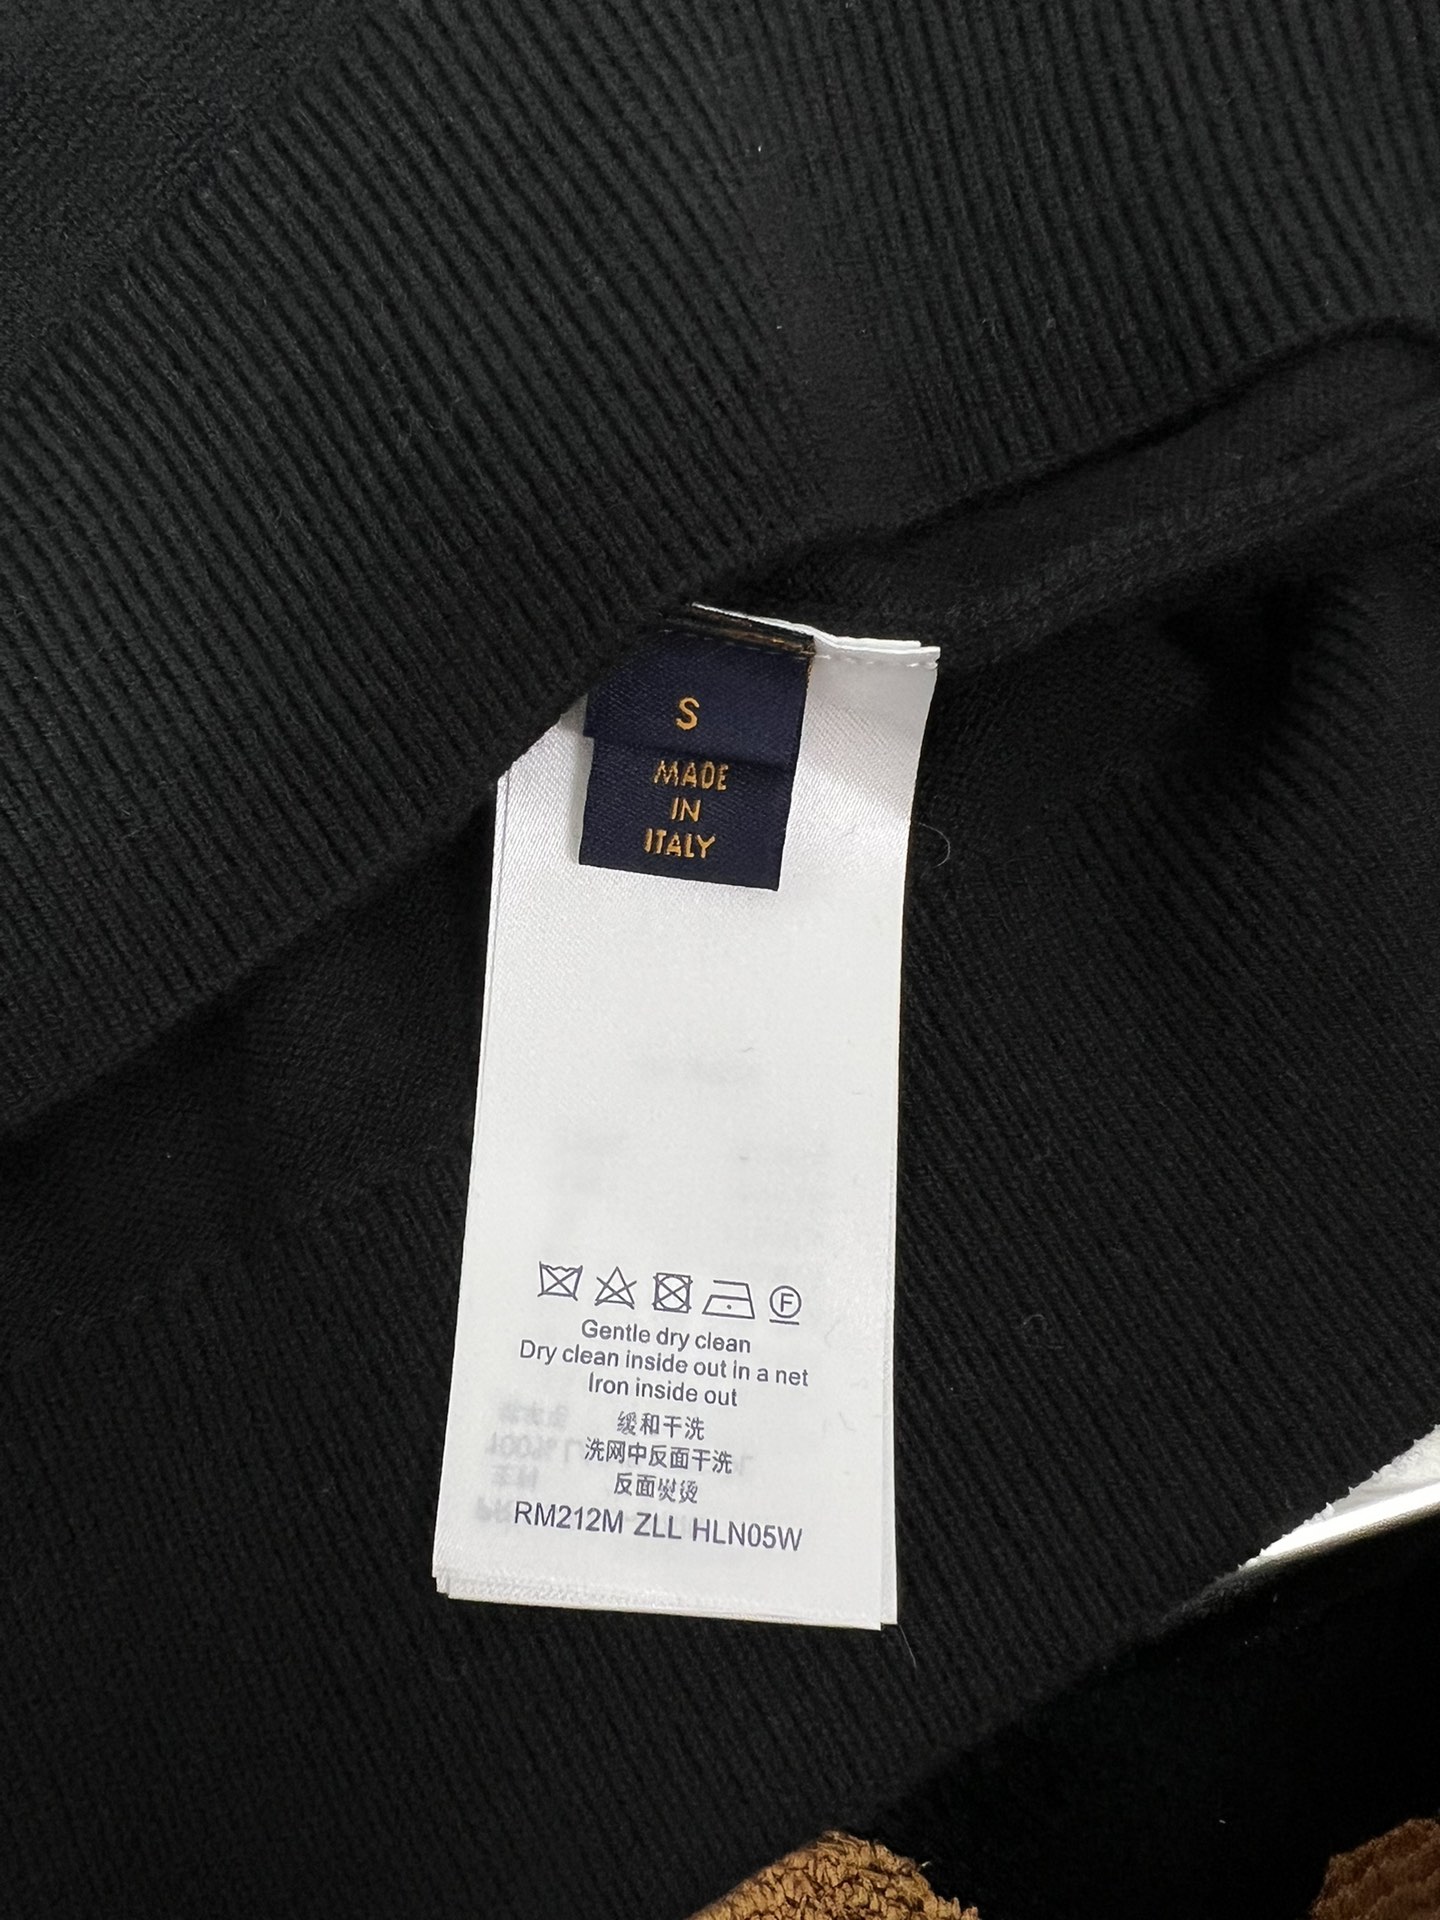 S
MADE
IN
ITALY
F
Gentle dry clean
Dry clean inside out in a net
Iron inside out
缓和干洗
洗网中反面干洗
反面熨烫
RM212M ZLL HLN05W